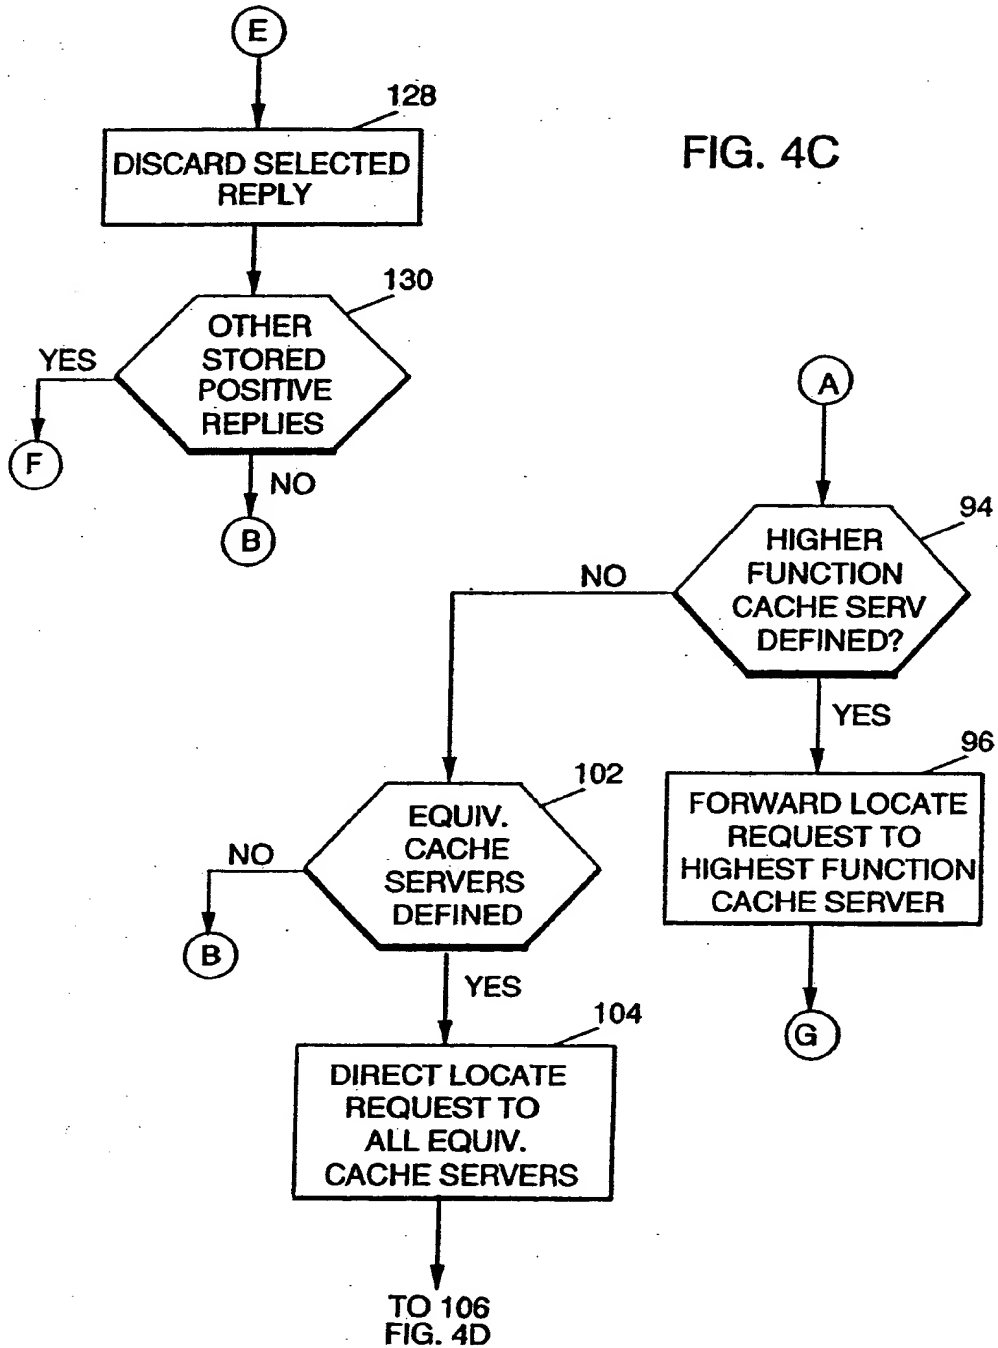 E
128
DISCARD SELECTED
REPLY
FIG. 4C
130
OTHER
STORED
POSITIVE
REPLIES
YES
F
NO
B
A
94
HIGHER
FUNCTION
CACHE SERV
DEFINED?
NO
YES
96
FORWARD LOCATE
REQUEST TO
HIGHEST FUNCTION
CACHE SERVER
G
102
EQUIV.
CACHE
SERVERS
DEFINED
NO
B
YES
104
DIRECT LOCATE
REQUEST TO
ALL EQUIV.
CACHE SERVERS
TO 106
FIG. 4D